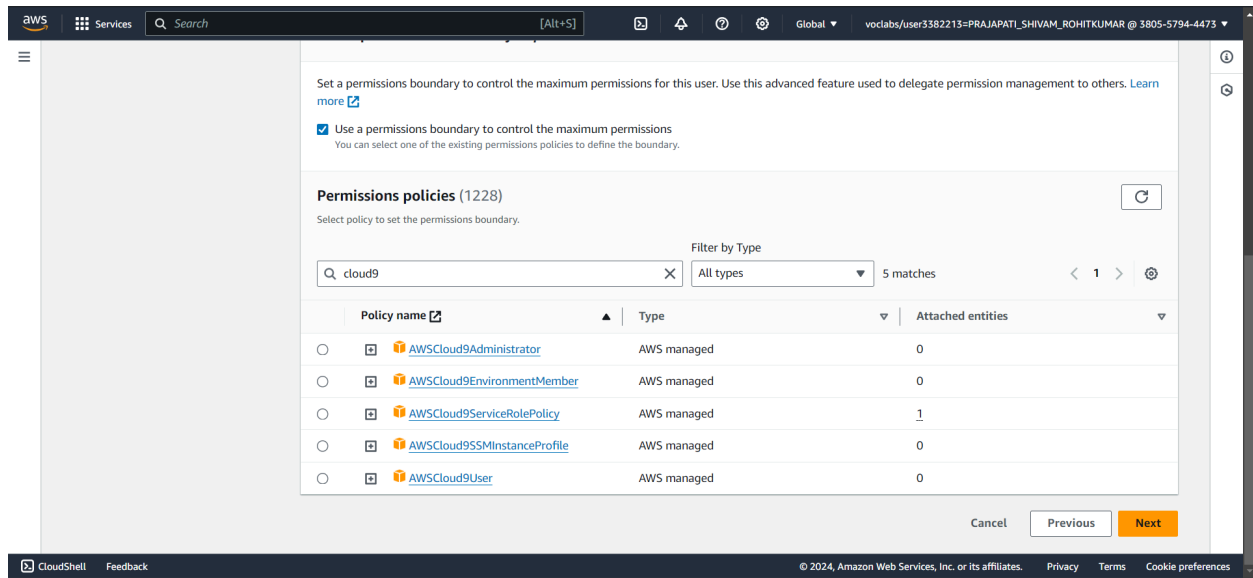 aws Services Search [Alt+S] Global voclabs/user3382213=PRAJAPATI_SHIVAM_ROHITKUMAR @ 3805-5794-4473
Set a permissions boundary to control the maximum permissions for this user. Use this advanced feature used to delegate permission management to others. Learn
more
Use a permissions boundary to control the maximum permissions
You can select one of the existing permissions policies to define the boundary.
Permissions policies (1228)
Select policy to set the permissions boundary.
Filter by Type
cloud9 All types 5 matches 1
Policy name Type Attached entities
AWSCloud9Administrator AWS managed 0
AWSCloud9EnvironmentMember AWS managed 0
AWSCloud9ServiceRolePolicy AWS managed 1
AWSCloud9SSMInstanceProfile AWS managed 0
AWSCloud9User AWS managed 0
Cancel Previous Next
CloudShell Feedback © 2024, Amazon Web Services, Inc. or its affiliates. Privacy Terms Cookie preferences